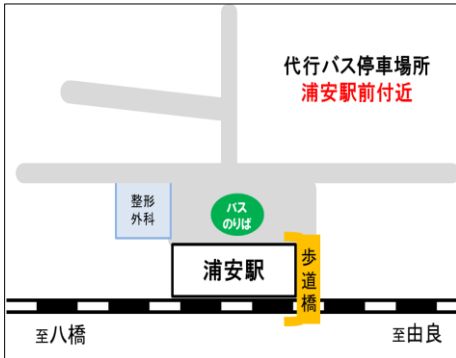 代行バス停車場所
浦安駅前付近
整形
外科
バス
のりば
浦安駅
歩道橋
至八橋
至由良